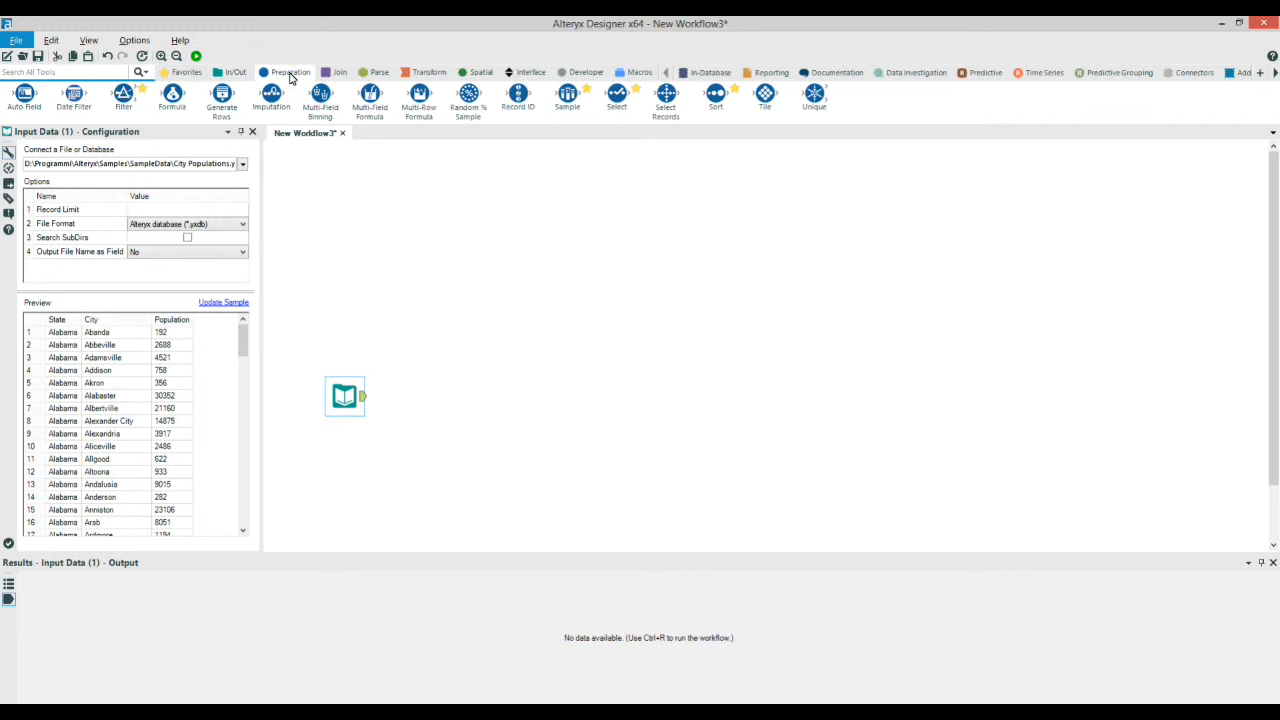 Alteryx Designer x64 - New Workflow3*
File Edit View Options Help
Search All Tools Favorites In/Out Preparation Join Parse Transform Spatial Interface Developer Macros In-Database Reporting Documentation Data Investigation Predictive Time Series Predictive Grouping Connectors Add
Auto Field Date Filter Filter Formula Generate Rows Imputation Multi-Field Binning Multi-Field Formula Multi-Row Formula Random % Sample Record ID Sample Select Select Records Sort Tile Unique
Input Data (1) - Configuration
New Workflow3*
Connect a File or Database
D:\Programmi\Alteryx\Samples\SampleData\City Populations.y
Options
Name Value
1 Record Limit
2 File Format Alteryx database (*.yxdb)
3 Search SubDirs
4 Output File Name as Field No
Preview Update Sample
State City Population
1 Alabama Abanda 192
2 Alabama Abbeville 2688
3 Alabama Adamsville 4521
4 Alabama Addison 758
5 Alabama Akron 356
6 Alabama Alabaster 30352
7 Alabama Albertville 21160
8 Alabama Alexander City 14875
9 Alabama Alexandria 3917
10 Alabama Aliceville 2486
11 Alabama Allgood 622
12 Alabama Altoona 933
13 Alabama Andalusia 9015
14 Alabama Anderson 282
15 Alabama Anniston 23106
16 Alabama Arab 8051
17 Alabama Ardmore 1194
Results - Input Data (1) - Output
No data available. (Use Ctrl+R to run the workflow.)